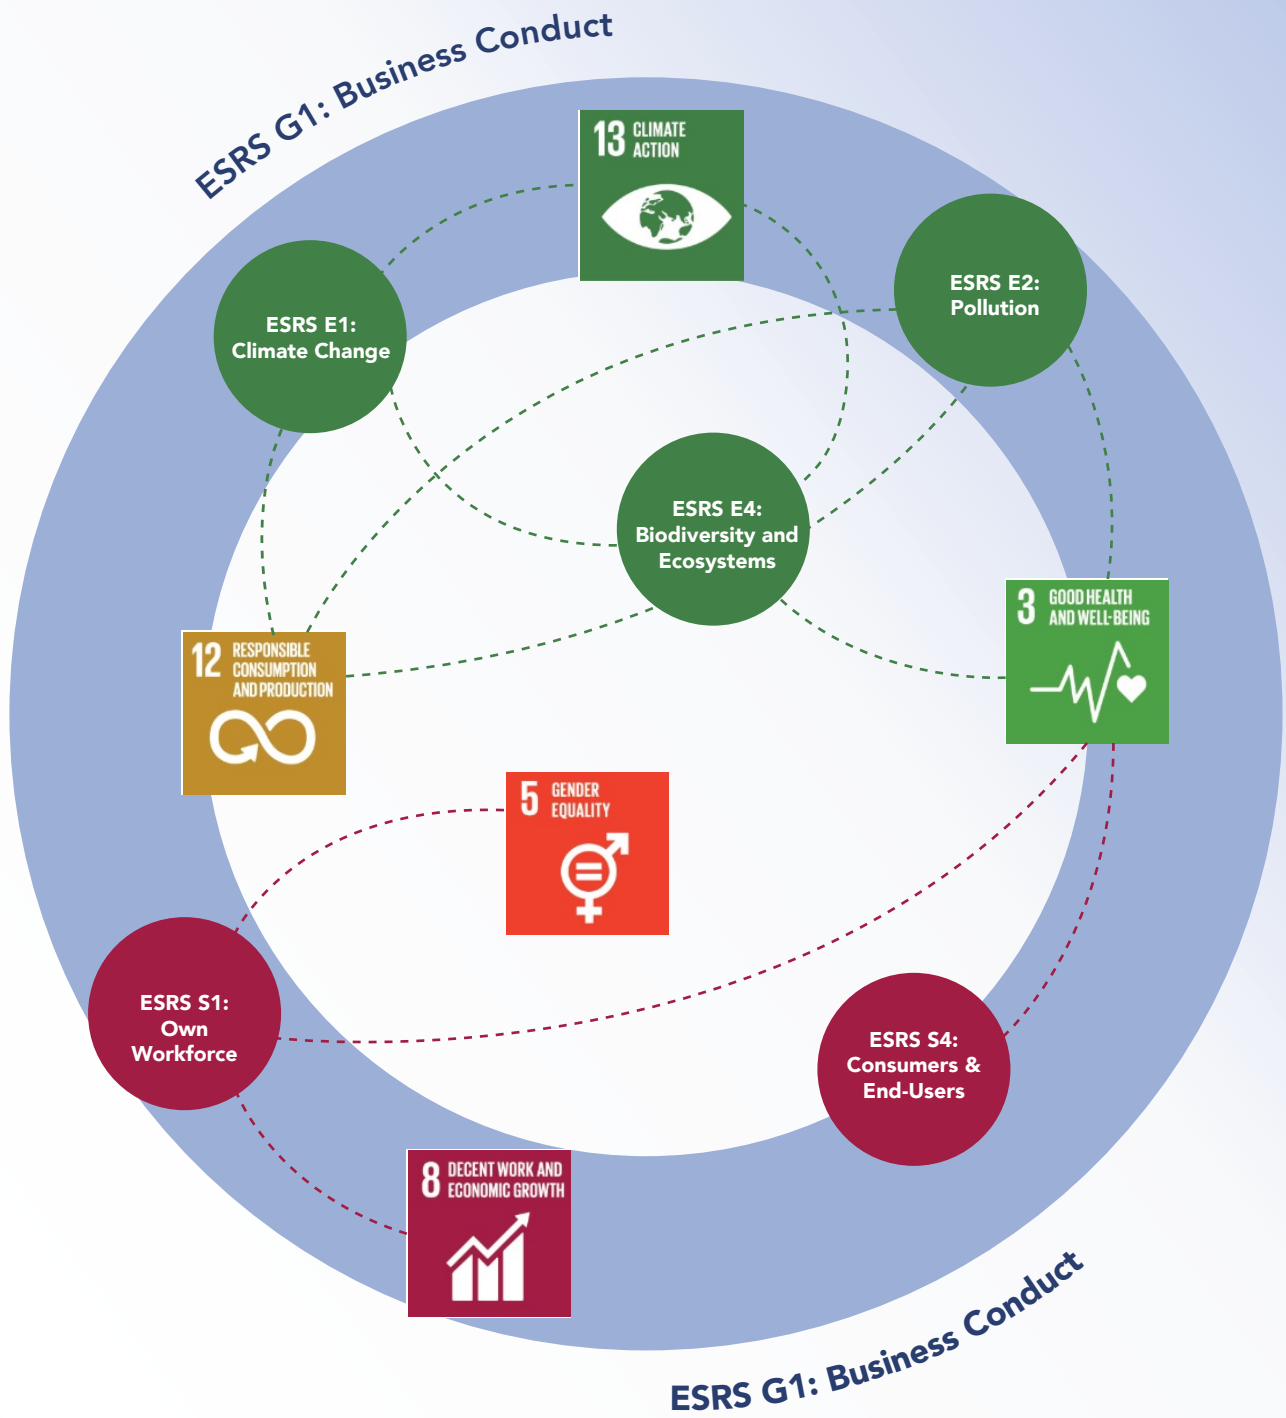 ESRS G1: Business Conduct
13 CLIMATE
ACTION
ESRS E2:
Pollution
ESRS E1:
Climate Change
ESRS E4:
Biodiversity and
Ecosystems
3 GOOD HEALTH
AND WELL-BEING
12 RESPONSIBLE
CONSUMPTION
AND PRODUCTION
5 GENDER
EQUALITY
ESRS S1:
Own
Workforce
ESRS S4:
Consumers &
End-Users
8 DECENT WORK AND
ECONOMIC GROWTH
ESRS G1: Business Conduct